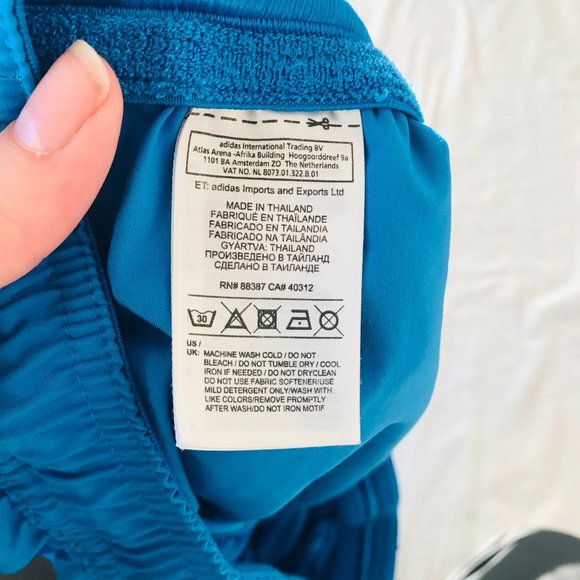 adidas International Trading BV
Atlas Arena -Afrika Building Hoogoorddreef 9a
1101 BA Amsterdam ZO The Netherlands
VAT NO. NL 8073.01.322.B.01
ET: adidas Imports and Exports Ltd
MADE IN THAILAND
FABRIQUÉ EN THAÏLANDE
FABRICADO EN TAILANDIA
FABRICADO NA TAILÂNDIA
GYÁRTVA: THAILAND
ПРОИЗВЕДЕНО В ТАЙЛАНД
СДЕЛАНО В ТАИЛАНДЕ
RN# 88387 CA# 40312
30
US /
UK: MACHINE WASH COLD / DO NOT
BLEACH / DO NOT TUMBLE DRY / COOL
IRON IF NEEDED / DO NOT DRYCLEAN
DO NOT USE FABRIC SOFTENER/USE
MILD DETERGENT ONLY/WASH WITH
LIKE COLORS/REMOVE PROMPTLY
AFTER WASH/DO NOT IRON MOTIF